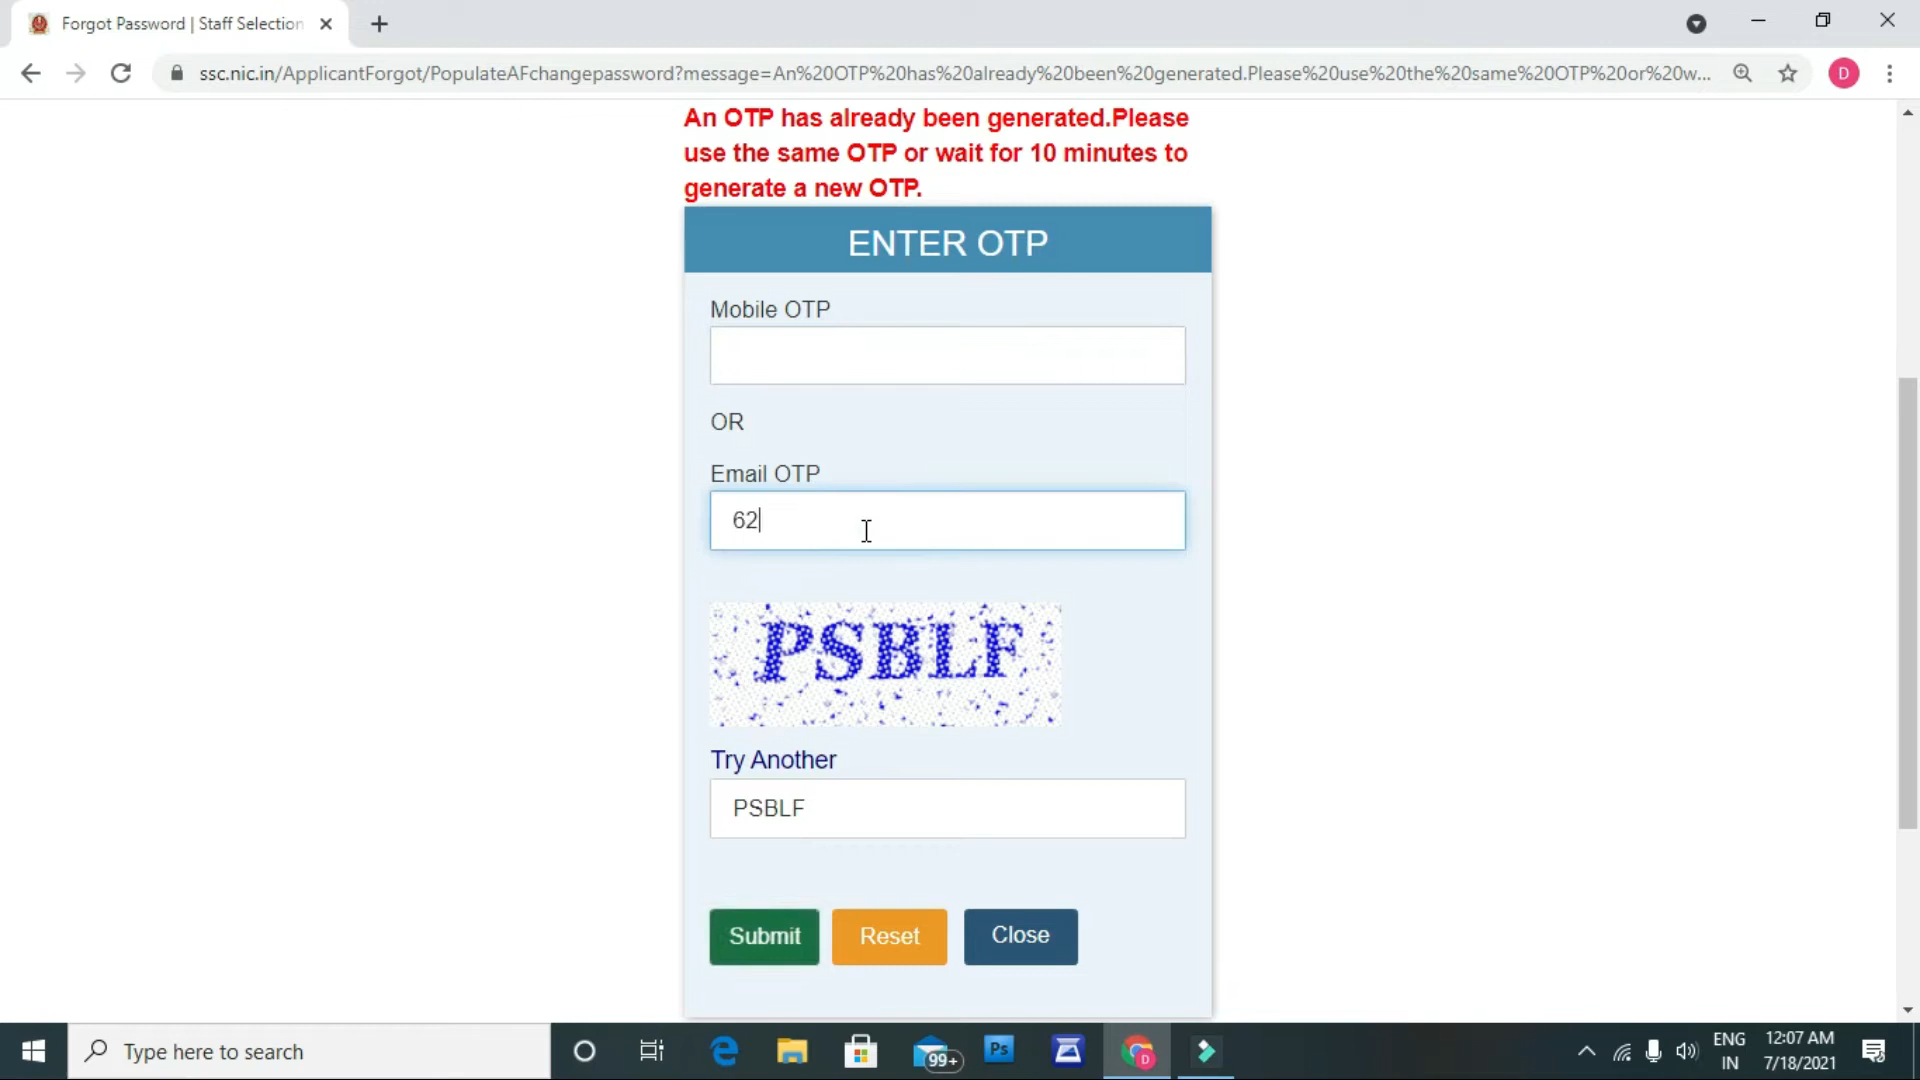 Forgot Password | Staff Selection
ssc.nic.in/ApplicantForgot/PopulateAFchangepassword?message=An%20OTP%20has%20already%20been%20generated.Please%20use%20the%20same%20OTP%20or%20w...
D
An OTP has already been generated.Please
use the same OTP or wait for 10 minutes to
generate a new OTP.
ENTER OTP
Mobile OTP
OR
Email OTP
62
PSBLF
Try Another
PSBLF
Submit Reset Close
Type here to search
99+
Ps
D
ENG
IN
12:07 AM
7/18/2021